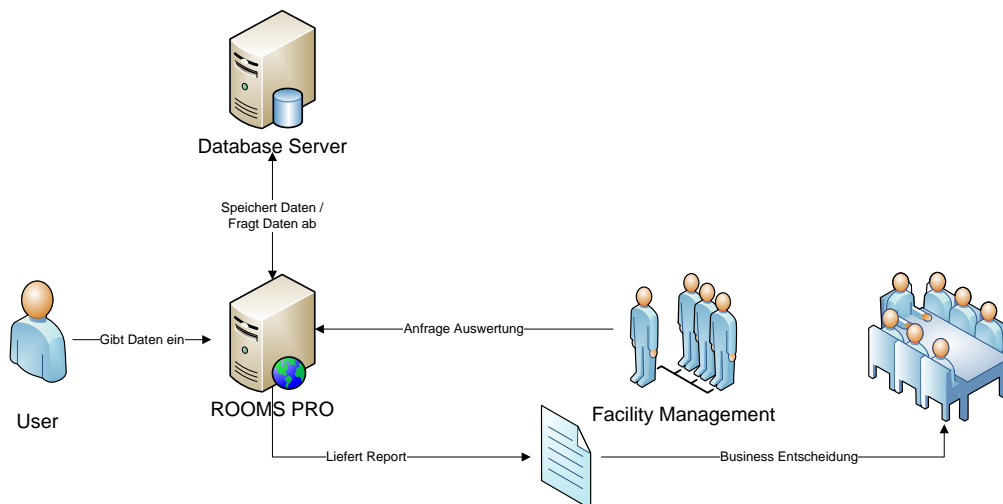 Database Server
Speichert Daten /
Fragt Daten ab
Gibt Daten ein
Anfrage Auswertung
User
ROOMS PRO
Facility Management
Liefert Report
Business Entscheidung